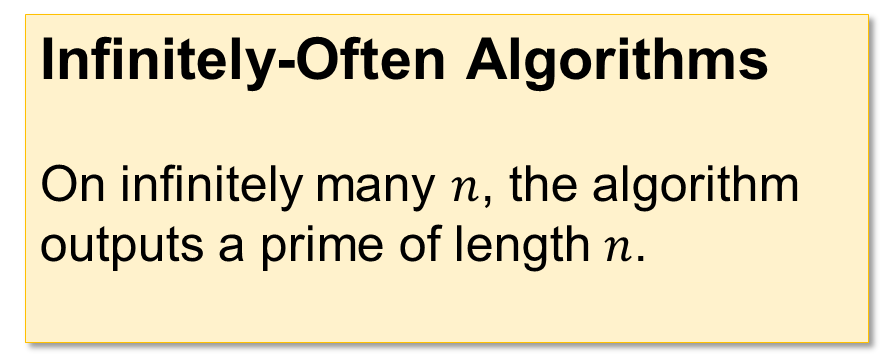 Infinitely-Often Algorithms
On infinitely many n, the algorithm
outputs a prime of length n.